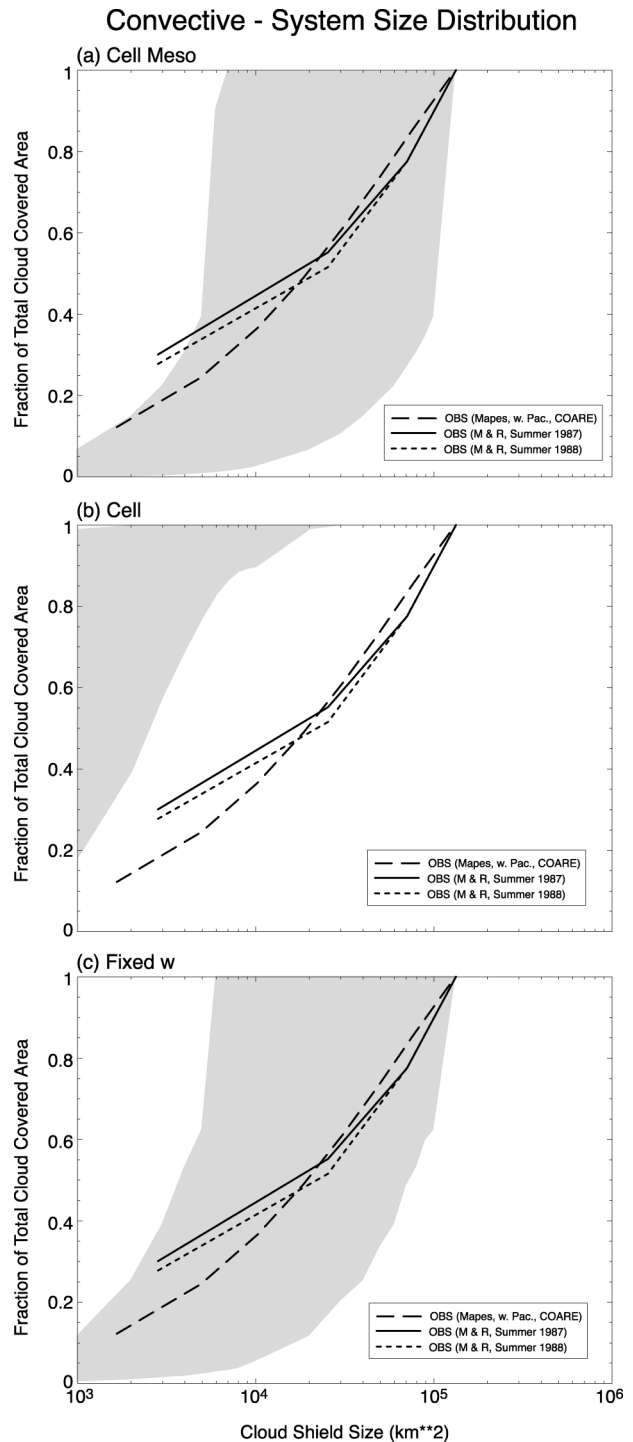 Convective - System Size Distribution
(a) Cell Meso
1
0.8
0.6
0.4
0.2
0
Fraction of Total Cloud Covered Area
OBS (Mapes, w. Pac., COARE)
OBS (M & R, Summer 1987)
OBS (M & R, Summer 1988)
(b) Cell
1
0.8
0.6
0.4
0.2
0
Fraction of Total Cloud Covered Area
OBS (Mapes, w. Pac., COARE)
OBS (M & R, Summer 1987)
OBS (M & R, Summer 1988)
(c) Fixed w
1
0.8
0.6
0.4
0.2
0
Fraction of Total Cloud Covered Area
OBS (Mapes, w. Pac., COARE)
OBS (M & R, Summer 1987)
OBS (M & R, Summer 1988)
10³ 10⁴ 10⁵ 10⁶
Cloud Shield Size (km**2)